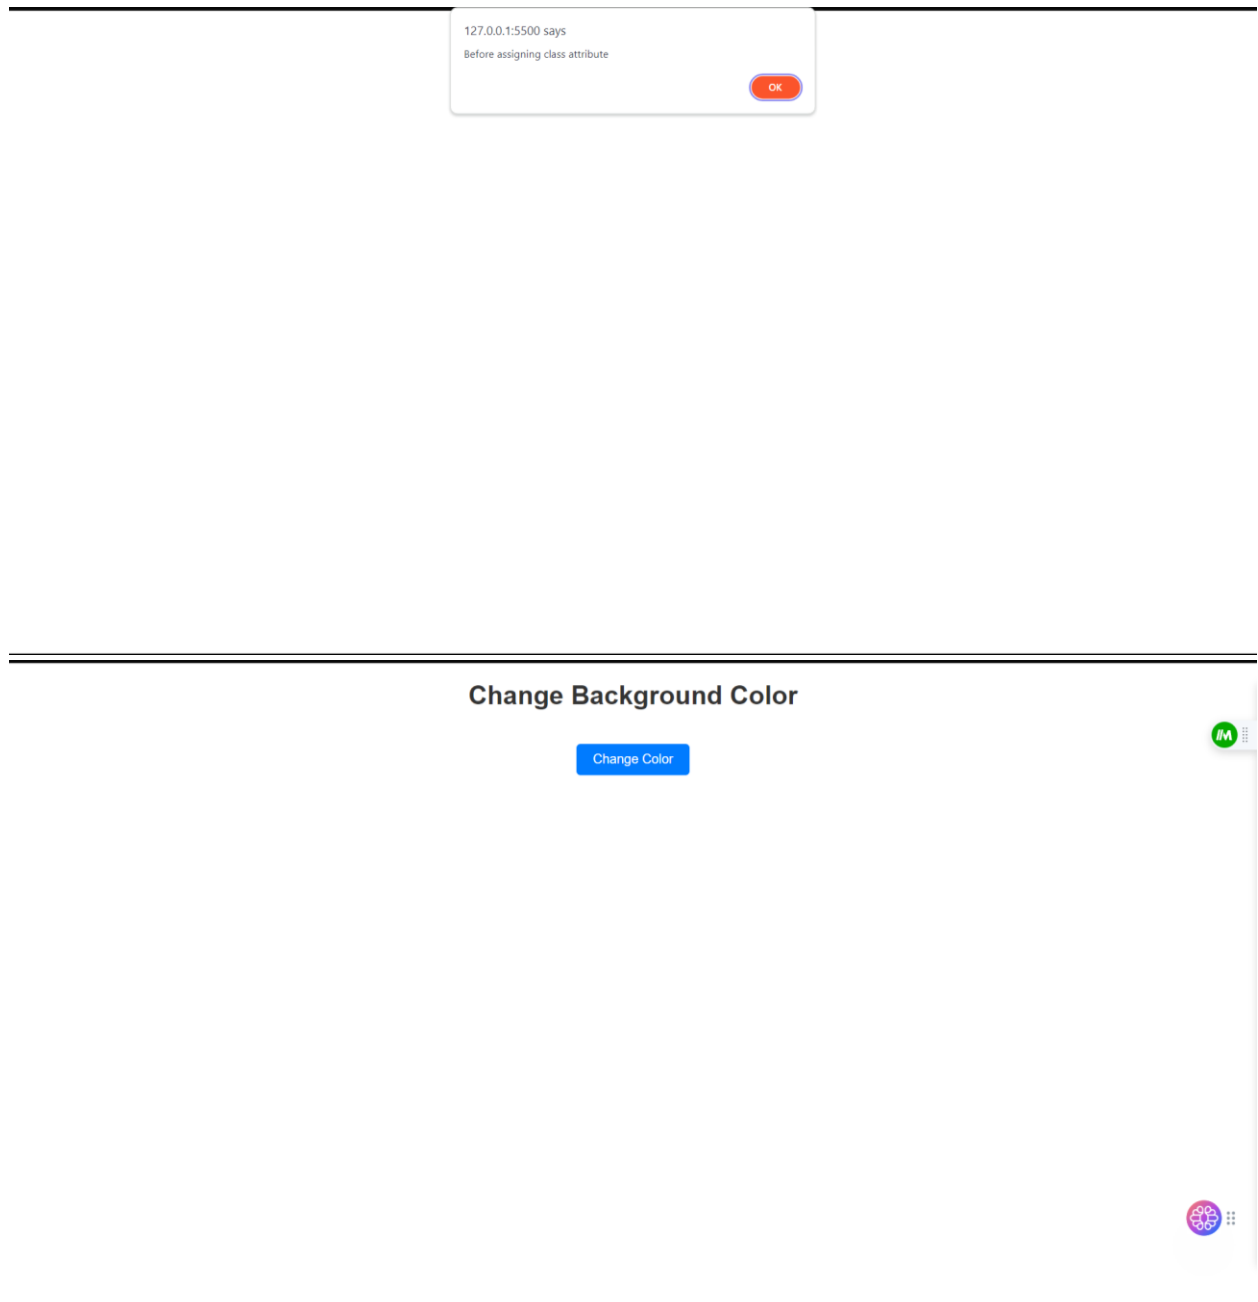 127.0.0.1:5500 says
Before assigning class attribute
OK
Change Background Color
Change Color